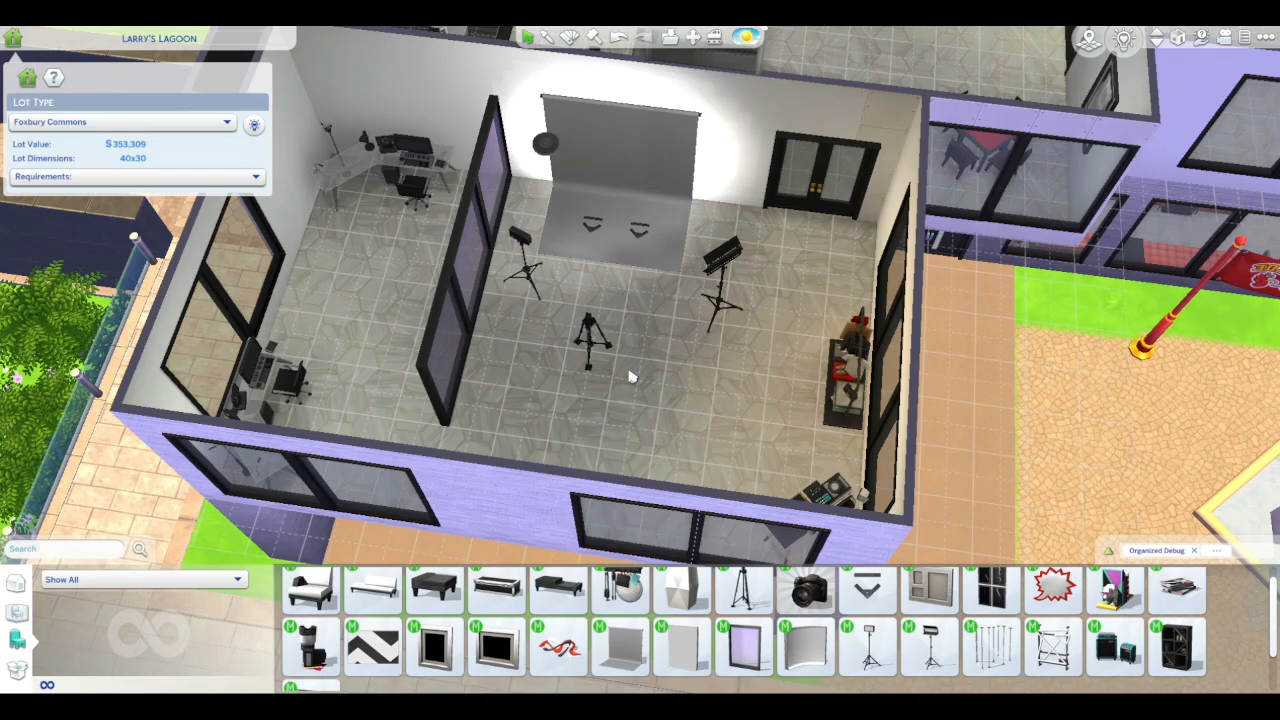 LARRY'S LAGOON
LOT TYPE
Foxbury Commons
Lot Value: §353,309
Lot Dimensions: 40x30
Requirements:
Search
Organized Debug
Show All